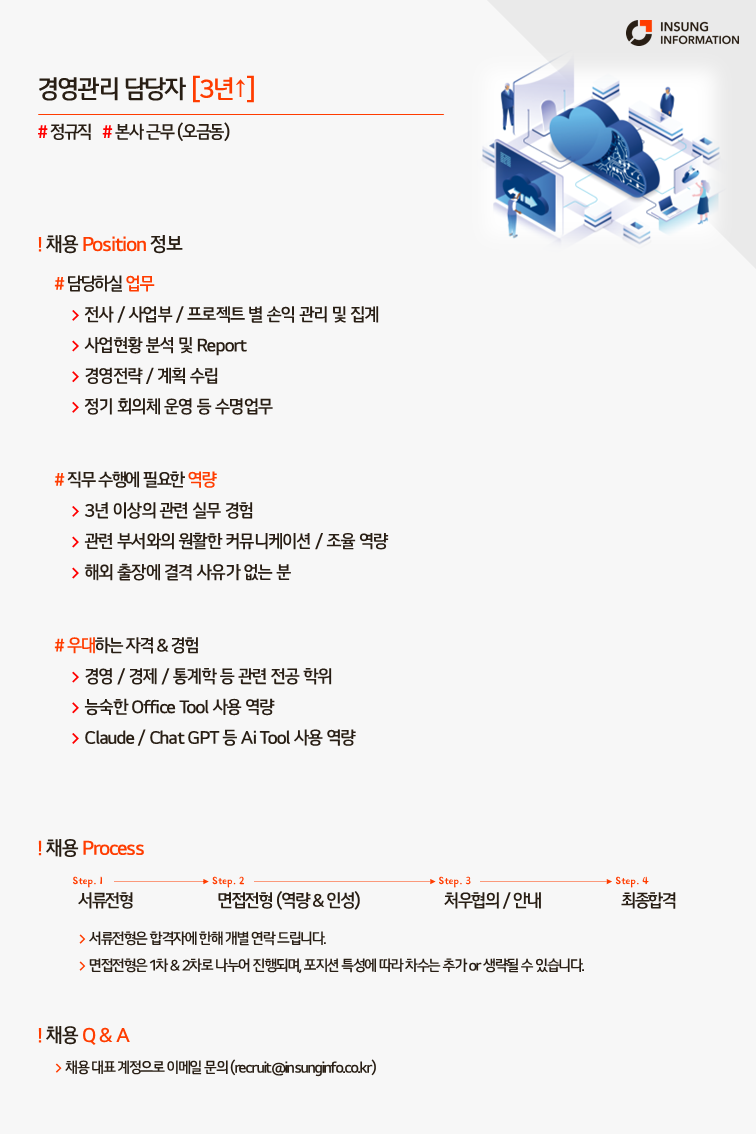 INSUNG
INFORMATION
경영관리 담당자 [3년↑]
# 정규직 # 본사 근무 (오금동)
! 채용 Position 정보
# 담당하실 업무
> 전사 / 사업부 / 프로젝트 별 손익 관리 및 집계
> 사업현황 분석 및 Report
> 경영전략 / 계획 수립
> 정기 회의체 운영 등 수명업무
# 직무 수행에 필요한 역량
> 3년 이상의 관련 실무 경험
> 관련 부서와의 원활한 커뮤니케이션 / 조율 역량
> 해외 출장에 결격 사유가 없는 분
# 우대하는 자격 & 경험
> 경영 / 경제 / 통계학 등 관련 전공 학위
> 능숙한 Office Tool 사용 역량
> Claude / Chat GPT 등 Ai Tool 사용 역량
! 채용 Process
Step. 1 Step. 2 Step. 3 Step. 4
서류전형 면접전형 (역량 & 인성) 처우협의 / 안내 최종합격
> 서류전형은 합격자에 한해 개별 연락 드립니다.
> 면접전형은 1차 & 2차로 나누어 진행되며, 포지션 특성에 따라 차수는 추가 or 생략될 수 있습니다.
! 채용 Q & A
> 채용 대표 계정으로 이메일 문의 (recruit@insunginfo.co.kr)